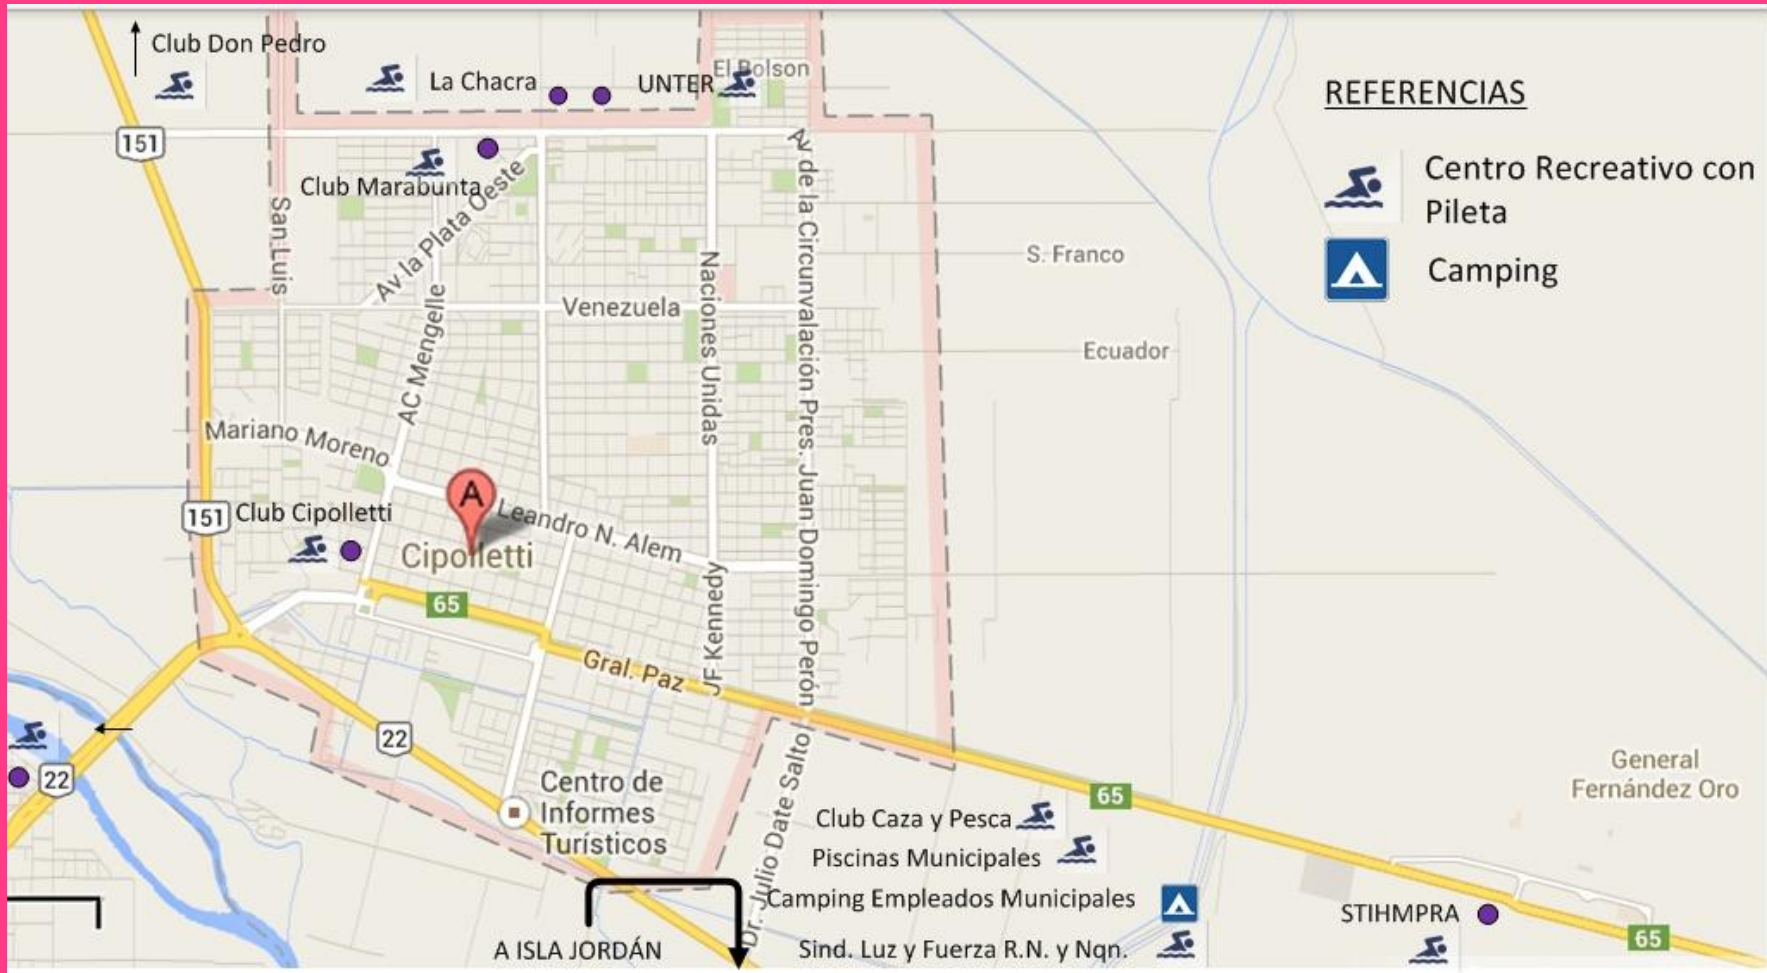 Club Don Pedro
La Chacra
UNTER
El Bolson
REFERENCIAS
151
Centro Recreativo con
Pileta
Club Marabunta
Av la Plata Oeste
San Luis
Av de la Circunvalación Pres. Juan Domingo Perón
S. Franco
Camping
Naciones Unidas
Venezuela
AC Mengelle
Ecuador
Mariano Moreno
A
151
Club Cipolletti
Leandro N. Alem
Cipolletti
65
JF Kennedy
Gral. Paz
22
22
Centro de
Informes
Turísticos
Dr. Julio Date Salto
General
Fernández Oro
65
Club Caza y Pesca
Piscinas Municipales
Camping Empleados Municipales
STIHMPRA
65
A ISLA JORDÁN
Sind. Luz y Fuerza R.N. y Nqn.